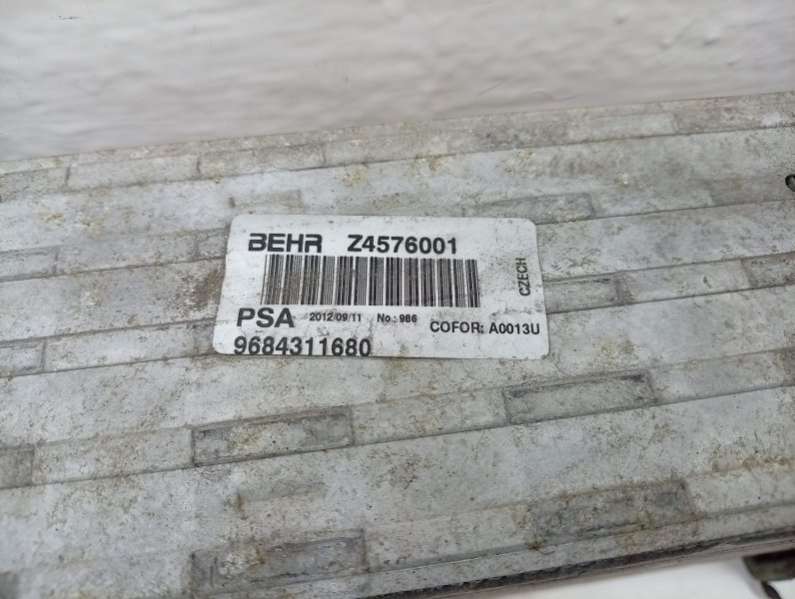 BEHR Z4576001
CZECH
PSA 2012/09/11 No.: 986 COFOR: A0013U
9684311680